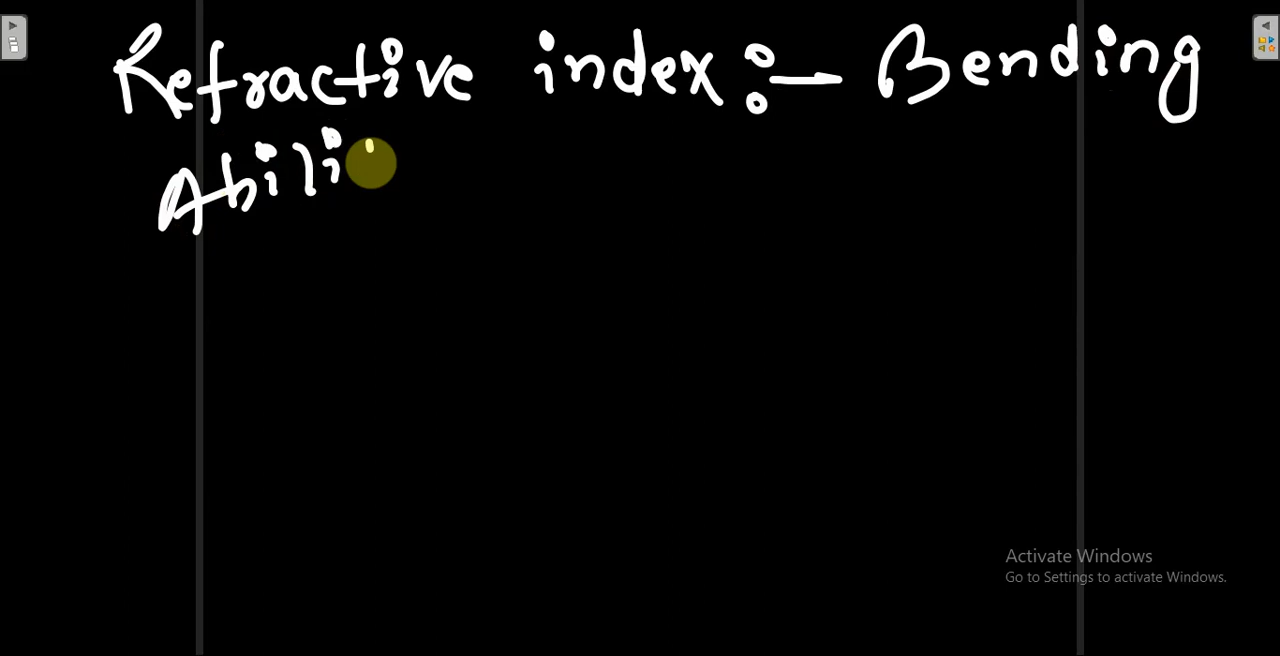 Refractive index :- Bending
Abili
Activate Windows
Go to Settings to activate Windows.